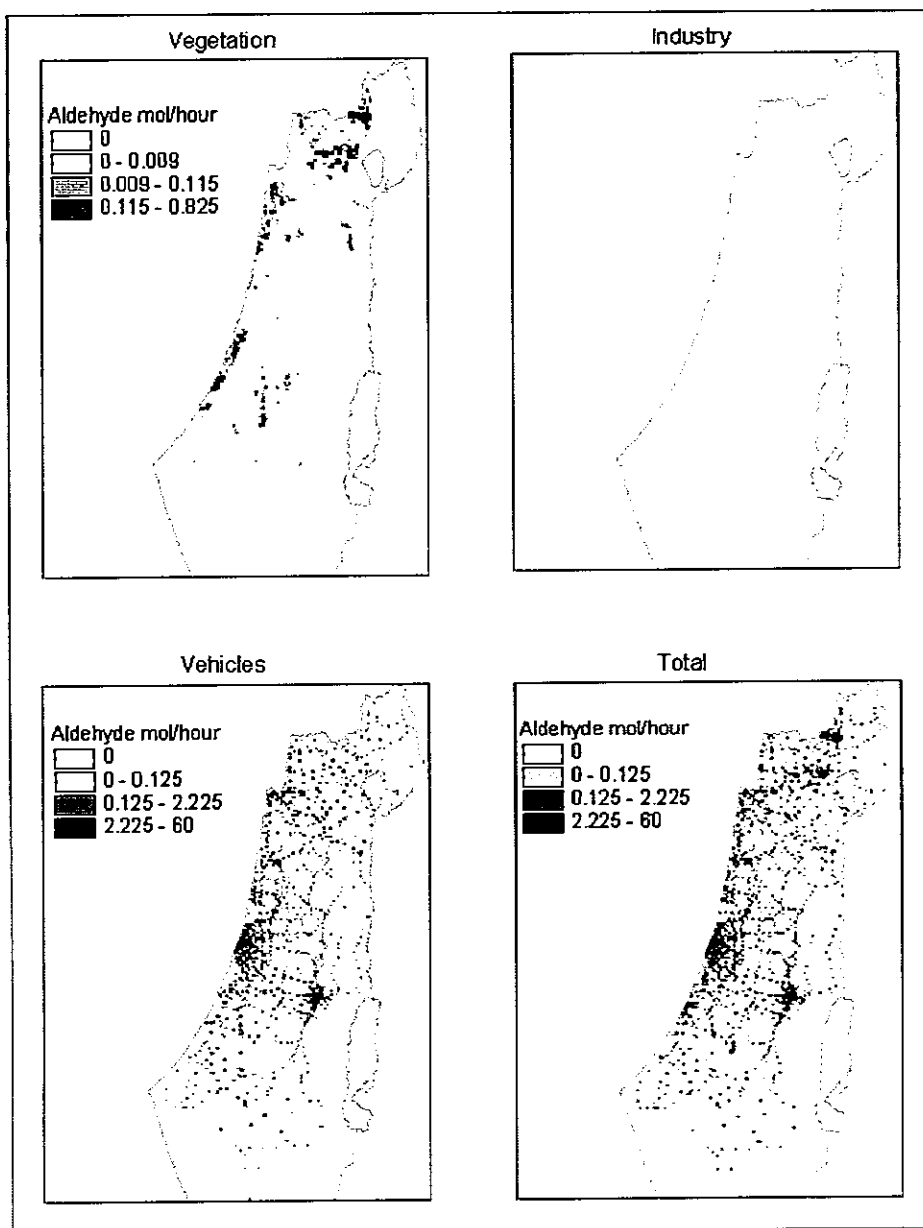 Vegetation
Aldehyde mol/hour
0
0 - 0.009
0.009 - 0.115
0.115 - 0.825
Industry
Vehicles
Aldehyde mol/hour
0
0 - 0.125
0.125 - 2.225
2.225 - 60
Total
Aldehyde mol/hour
0
0 - 0.125
0.125 - 2.225
2.225 - 60